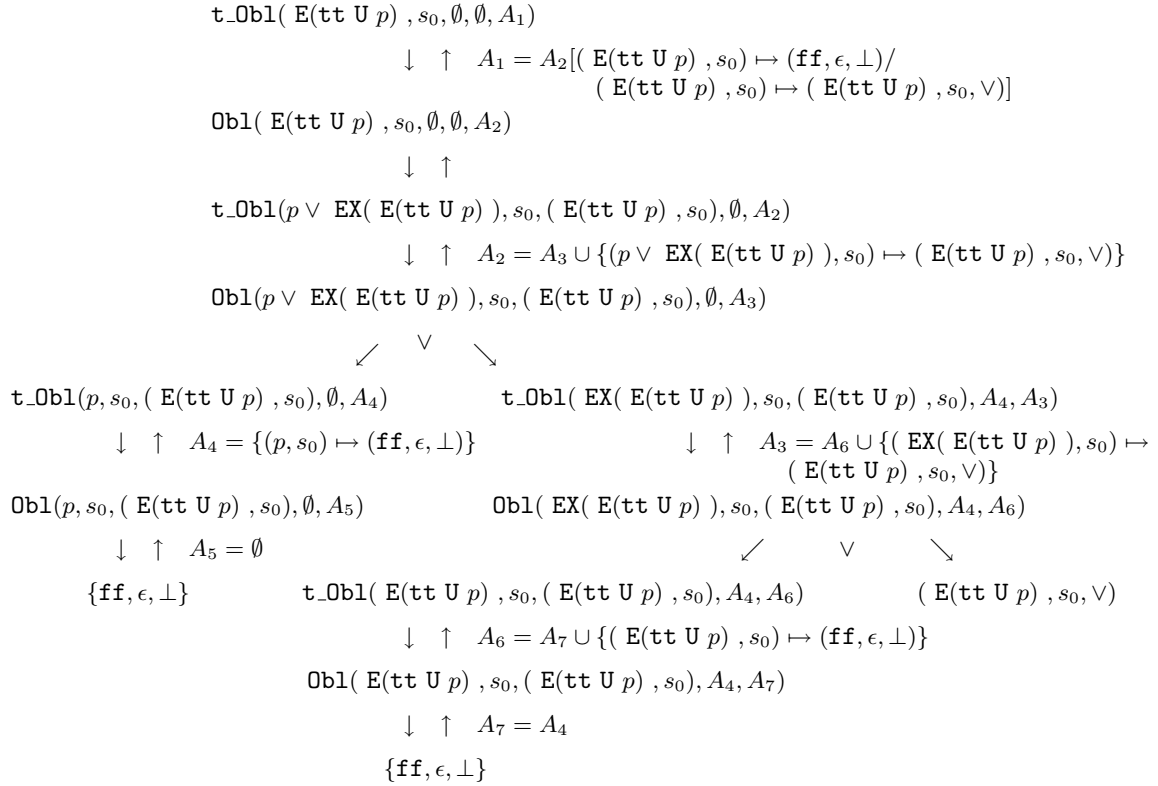 t_Obl( E(tt U p) , s₀, ∅, ∅, A₁)
↓ ↑ A₁ = A₂[( E(tt U p) , s₀) ↦ (ff, ϵ, ⊥)/
( E(tt U p) , s₀) ↦ ( E(tt U p) , s₀, ∨)]
Obl( E(tt U p) , s₀, ∅, ∅, A₂)
↓ ↑
t_Obl(p ∨ EX( E(tt U p) ), s₀, ( E(tt U p) , s₀), ∅, A₂)
↓ ↑ A₂ = A₃ ∪ {(p ∨ EX( E(tt U p) ), s₀) ↦ ( E(tt U p) , s₀, ∨)}
Obl(p ∨ EX( E(tt U p) ), s₀, ( E(tt U p) , s₀), ∅, A₃)
↙ ∨ ↘
t_Obl(p, s₀, ( E(tt U p) , s₀), ∅, A₄) t_Obl( EX( E(tt U p) ), s₀, ( E(tt U p) , s₀), A₄, A₃)
↓ ↑ A₄ = {(p, s₀) ↦ (ff, ϵ, ⊥)} ↓ ↑ A₃ = A₆ ∪ {( EX( E(tt U p) ), s₀) ↦
( E(tt U p) , s₀, ∨)}
Obl(p, s₀, ( E(tt U p) , s₀), ∅, A₅) Obl( EX( E(tt U p) ), s₀, ( E(tt U p) , s₀), A₄, A₆)
↓ ↑ A₅ = ∅ ↙ ∨ ↘
{ff, ϵ, ⊥} t_Obl( E(tt U p) , s₀, ( E(tt U p) , s₀), A₄, A₆) ( E(tt U p) , s₀, ∨)
↓ ↑ A₆ = A₇ ∪ {( E(tt U p) , s₀) ↦ (ff, ϵ, ⊥)}
Obl( E(tt U p) , s₀, ( E(tt U p) , s₀), A₄, A₇)
↓ ↑ A₇ = A₄
{ff, ϵ, ⊥}